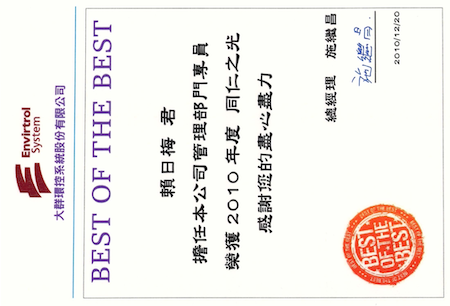 Envirtrol
System
大群環控系統股份有限公司
BEST OF THE BEST
賴日梅 君
擔任本公司管理部門專員
榮獲 2010 年度 同仁之光
感謝您的盡心盡力
總經理 施繼昌
施繼昌
2010/12/20
BEST
OF THE
BEST